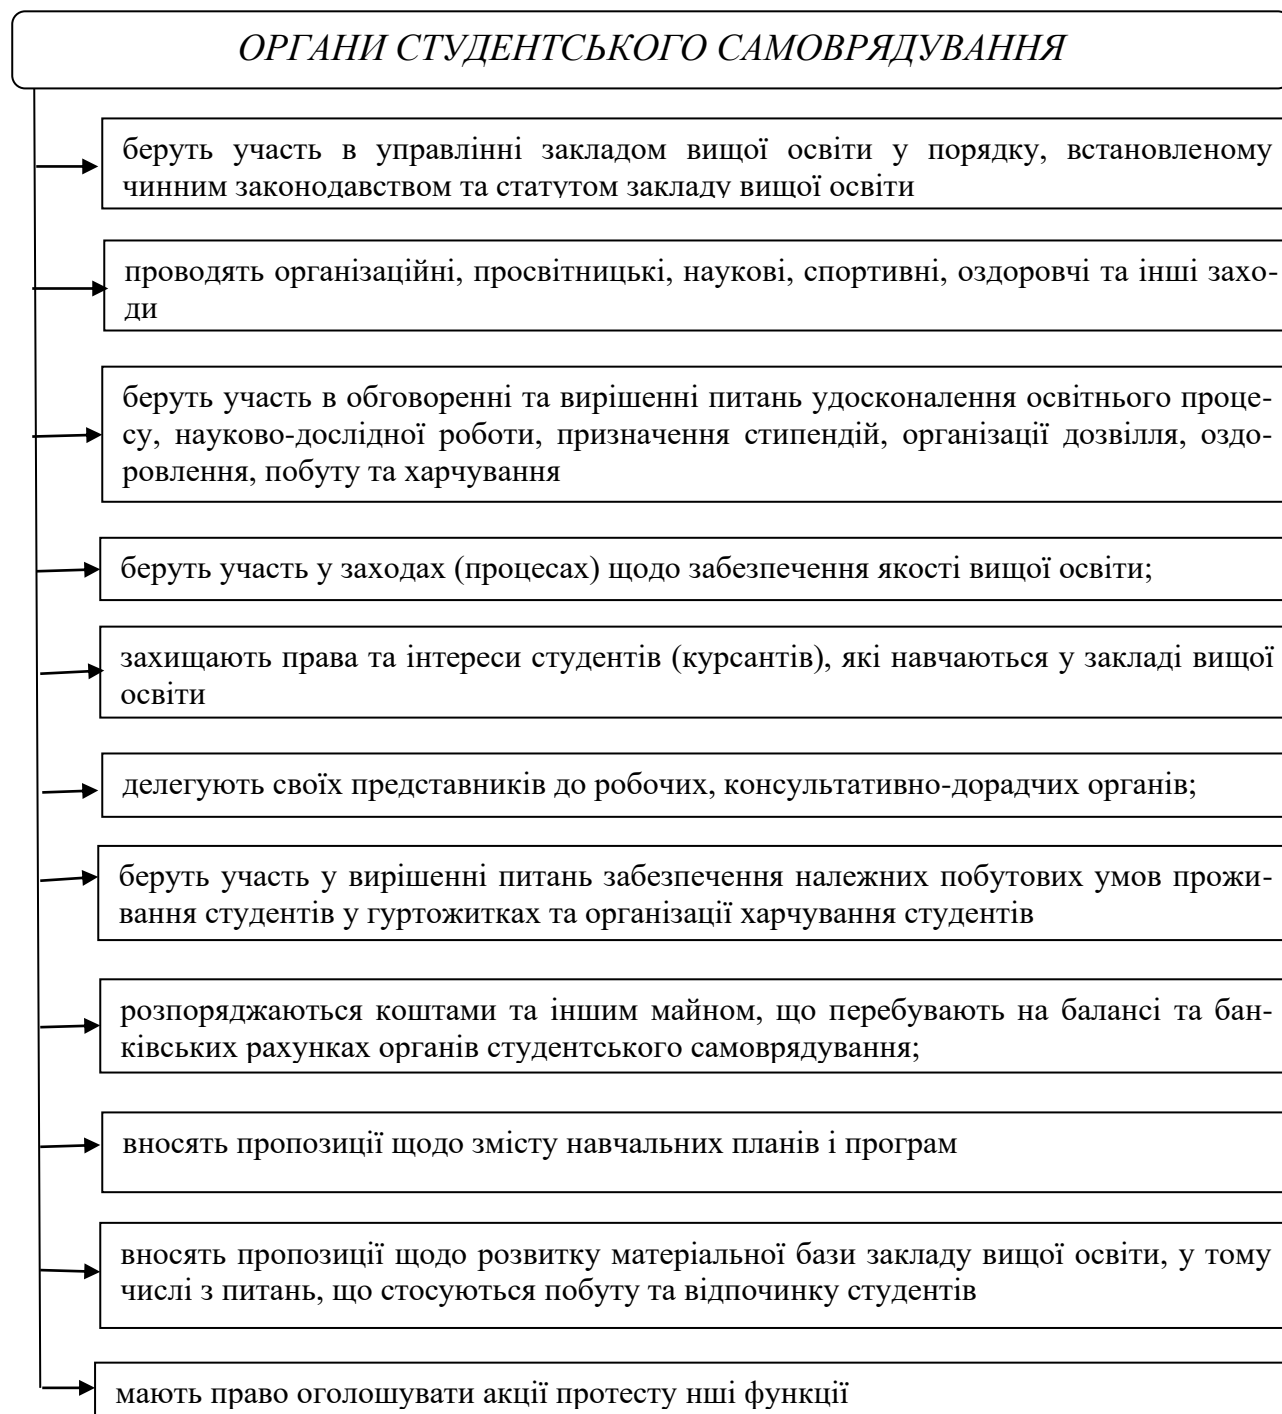 ОРГАНИ СТУДЕНТСЬКОГО САМОВРЯДУВАННЯ
беруть участь в управлінні закладом вищої освіти у порядку, встановленому
чинним законодавством та статутом закладу вищої освіти
проводять організаційні, просвітницькі, наукові, спортивні, оздоровчі та інші захо-
ди
беруть участь в обговоренні та вирішенні питань удосконалення освітнього проце-
су, науково-дослідної роботи, призначення стипендій, організації дозвілля, оздо-
ровлення, побуту та харчування
беруть участь у заходах (процесах) щодо забезпечення якості вищої освіти;
захищають права та інтереси студентів (курсантів), які навчаються у закладі вищої
освіти
делегують своїх представників до робочих, консультативно-дорадчих органів;
беруть участь у вирішенні питань забезпечення належних побутових умов прожи-
вання студентів у гуртожитках та організації харчування студентів
розпоряджаються коштами та іншим майном, що перебувають на балансі та бан-
ківських рахунках органів студентського самоврядування;
вносять пропозиції щодо змісту навчальних планів і програм
вносять пропозиції щодо розвитку матеріальної бази закладу вищої освіти, у тому
числі з питань, що стосуються побуту та відпочинку студентів
мають право оголошувати акції протесту нші функції